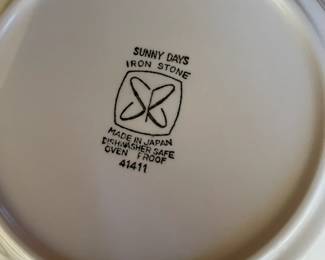 SUNNY DAYS
IRON STONE
MADE IN JAPAN
DISHWASHER SAFE
OVEN PROOF
41411